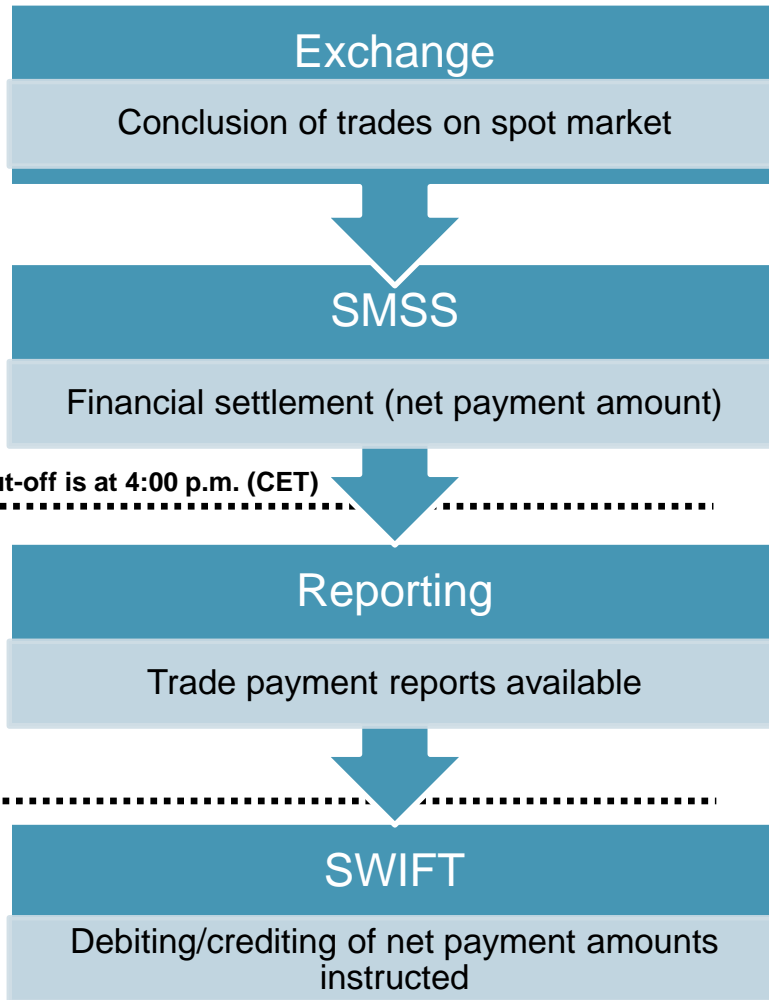 Exchange
Conclusion of trades on spot market
SMSS
Financial settlement (net payment amount)
ut-off is at 4:00 p.m. (CET)
Reporting
Trade payment reports available
SWIFT
Debiting/crediting of net payment amounts
instructed